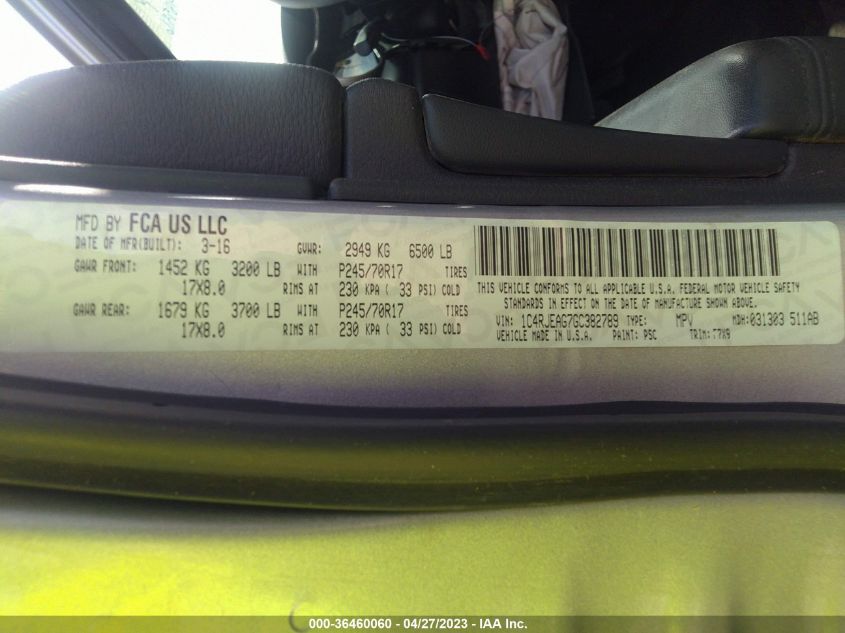 MFD BY FCA US LLC
DATE OF MFR(BUILT): 3-16 GVWR: 2949 KG 6500 LB
GAWR FRONT: 1452 KG 3200 LB WITH P245/70R17 TIRES
17X8.0 RIMS AT 230 KPA ( 33 PSI) COLD
GAWR REAR: 1679 KG 3700 LB WITH P245/70R17 TIRES
17X8.0 RIMS AT 230 KPA ( 33 PSI) COLD
THIS VEHICLE CONFORMS TO ALL APPLICABLE U.S.A. FEDERAL MOTOR VEHICLE SAFETY
STANDARDS IN EFFECT ON THE DATE OF MANUFACTURE SHOWN ABOVE.
VIN: 1C4RJEAG7GC382789 TYPE: MPV MDH:031303 511AB
VEHICLE MADE IN U.S.A. PAINT: PSC TRIM:T7X9
000-36460060 - 04/27/2023 - IAA Inc.